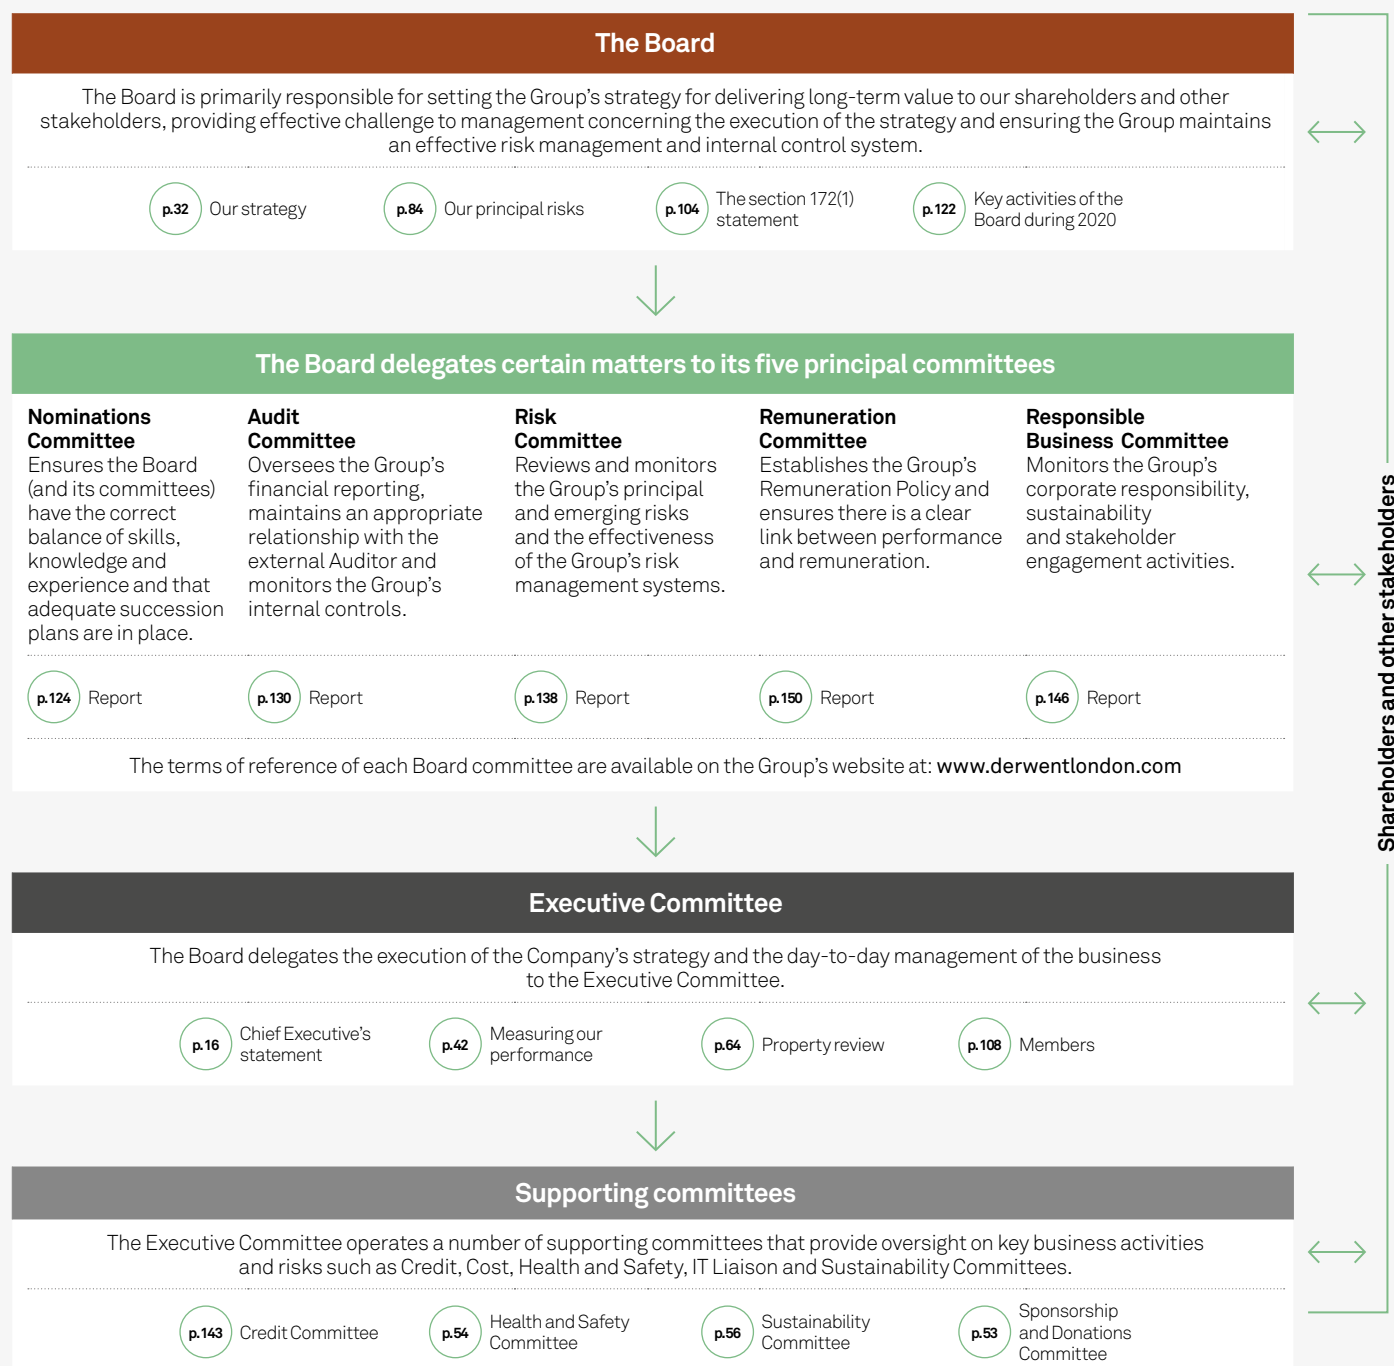 The Board
The Board is primarily responsible for setting the Group's strategy for delivering long-term value to our shareholders and other
stakeholders, providing effective challenge to management concerning the execution of the strategy and ensuring the Group maintains
an effective risk management and internal control system.
p.32 Our strategy
p.84 Our principal risks
p.104 The section 172(1)
statement
p.122 Key activities of the
Board during 2020
The Board delegates certain matters to its five principal committees
Nominations
Committee
Ensures the Board
(and its committees)
have the correct
balance of skills,
knowledge and
experience and that
adequate succession
plans are in place.
p.124 Report
Audit
Committee
Oversees the Group's
financial reporting,
maintains an appropriate
relationship with the
external Auditor and
monitors the Group's
internal controls.
p.130 Report
Risk
Committee
Reviews and monitors
the Group's principal
and emerging risks
and the effectiveness
of the Group's risk
management systems.
p.138 Report
Remuneration
Committee
Establishes the Group's
Remuneration Policy and
ensures there is a clear
link between performance
and remuneration.
p.150 Report
Responsible
Business Committee
Monitors the Group's
corporate responsibility,
sustainability
and stakeholder
engagement activities.
p.146 Report
The terms of reference of each Board committee are available on the Group's website at: www.derwentlondon.com
Executive Committee
The Board delegates the execution of the Company's strategy and the day-to-day management of the business
to the Executive Committee.
p.16 Chief Executive's
statement
p.42 Measuring our
performance
p.64 Property review
p.108 Members
Supporting committees
The Executive Committee operates a number of supporting committees that provide oversight on key business activities
and risks such as Credit, Cost, Health and Safety, IT Liaison and Sustainability Committees.
p.143 Credit Committee
p.54 Health and Safety
Committee
p.56 Sustainability
Committee
p.53 Sponsorship
and Donations
Committee
Shareholders and other stakeholders